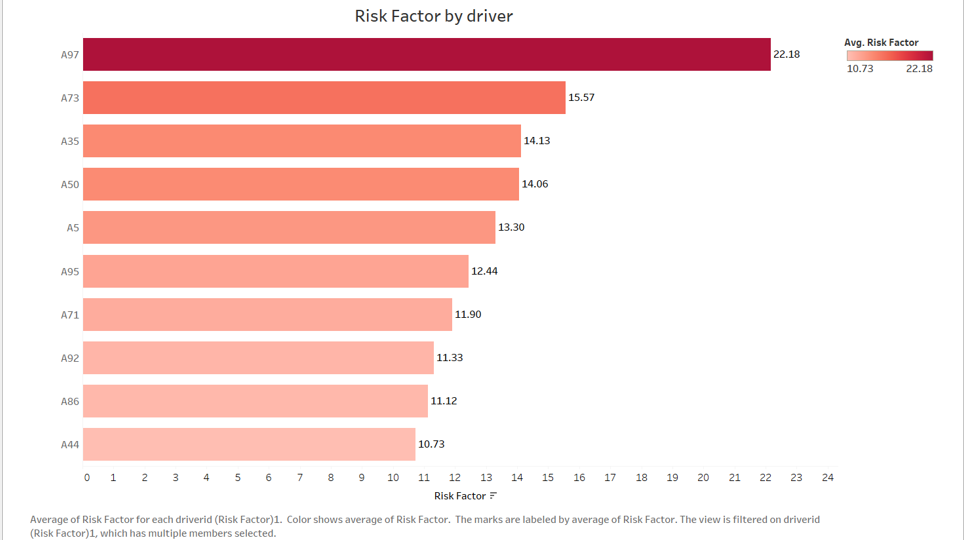 Risk Factor by driver
Avg. Risk Factor
10.73 22.18
A97 22.18
A73 15.57
A35 14.13
A50 14.06
A5 13.30
A95 12.44
A71 11.90
A92 11.33
A86 11.12
A44 10.73
0 1 2 3 4 5 6 7 8 9 10 11 12 13 14 15 16 17 18 19 20 21 22 23 24
Risk Factor
Average of Risk Factor for each driverid (Risk Factor)1. Color shows average of Risk Factor. The marks are labeled by average of Risk Factor. The view is filtered on driverid
(Risk Factor)1, which has multiple members selected.